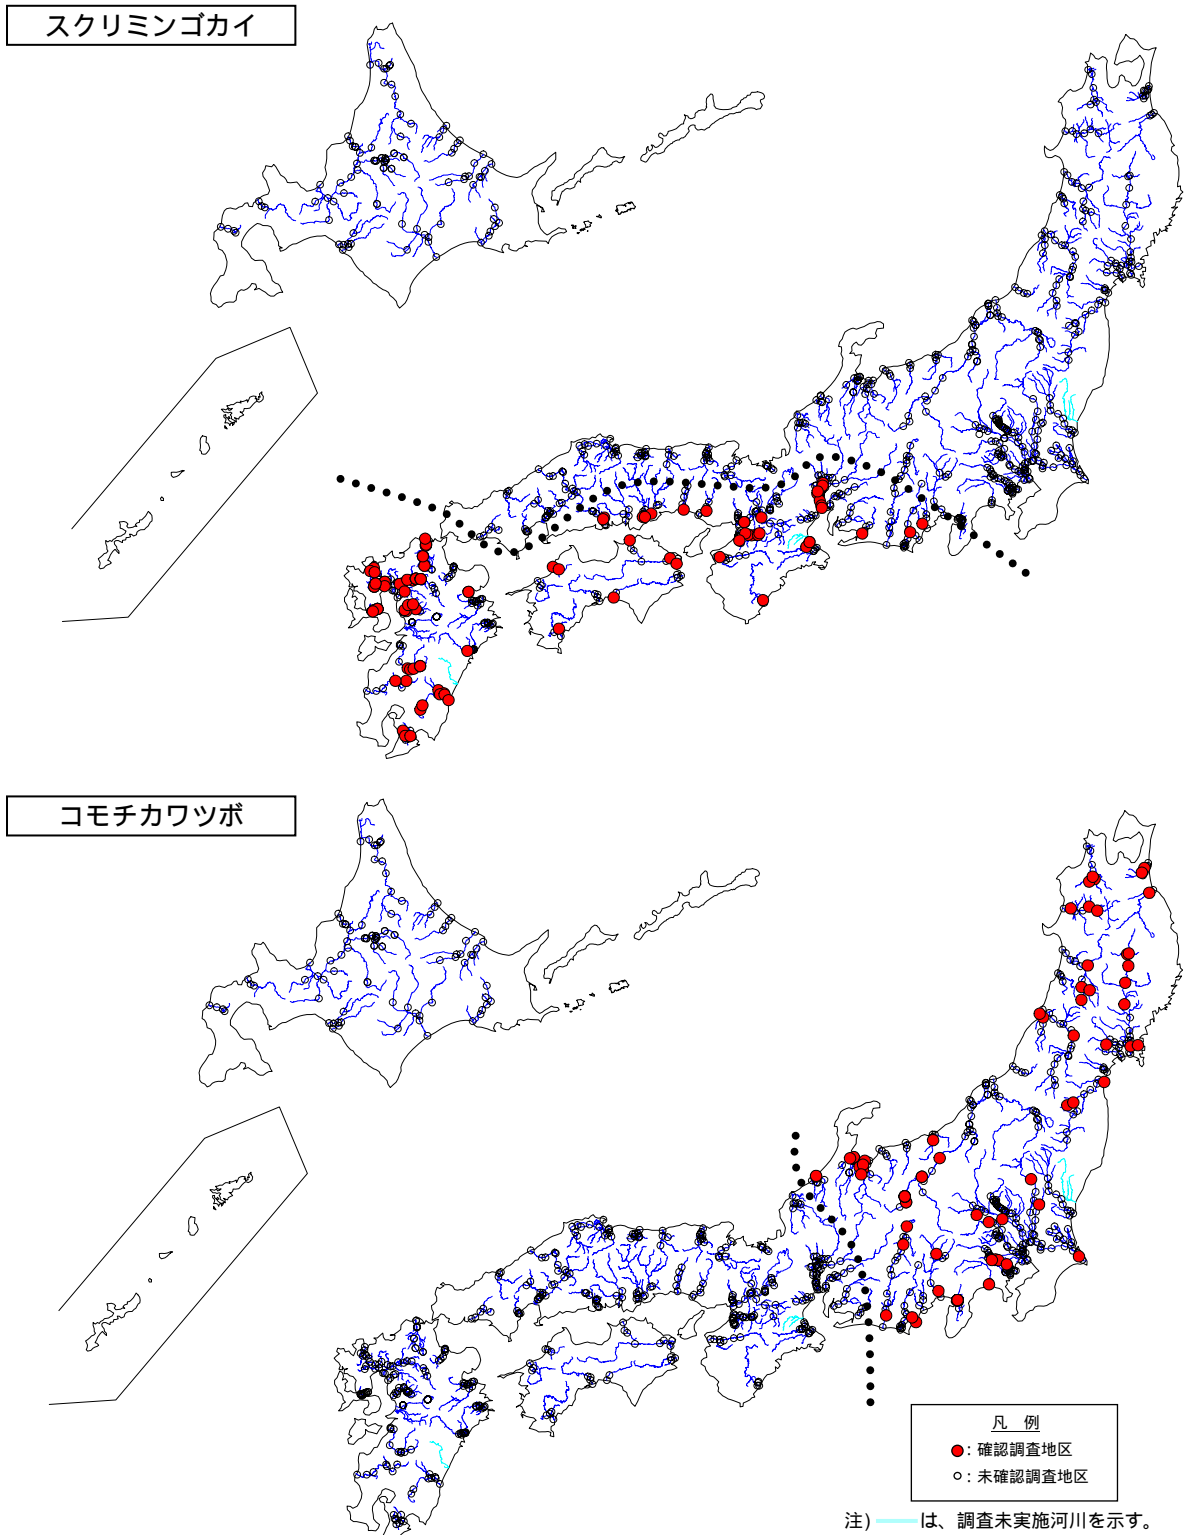 スクリミンゴカイ
コモチカワツボ
凡　例
：確認調査地区
：未確認調査地区
注) は、調査未実施河川を示す。